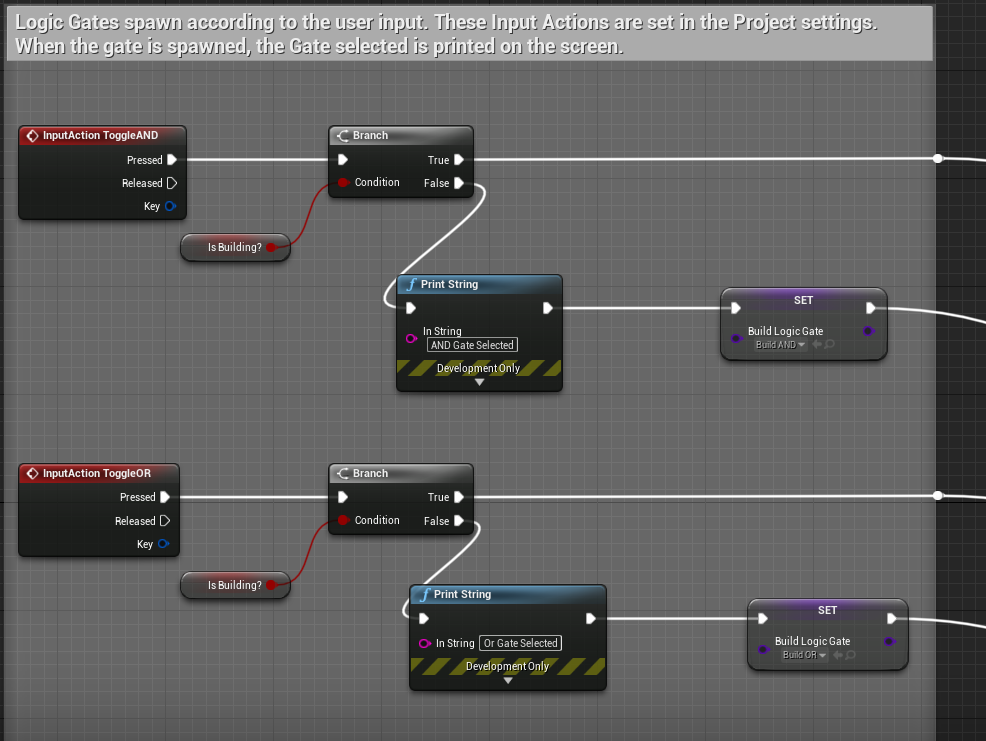 Logic Gates spawn according to the user input. These Input Actions are set in the Project settings.
When the gate is spawned, the Gate selected is printed on the screen.
InputAction ToggleAND
Pressed
Released
Key
Branch
True
Condition
False
Is Building?
Print String
In String
AND Gate Selected
Development Only
SET
Build Logic Gate
Build AND
InputAction ToggleOR
Pressed
Released
Key
Branch
True
Condition
False
Is Building?
Print String
In String Or Gate Selected
Development Only
SET
Build Logic Gate
Build OR